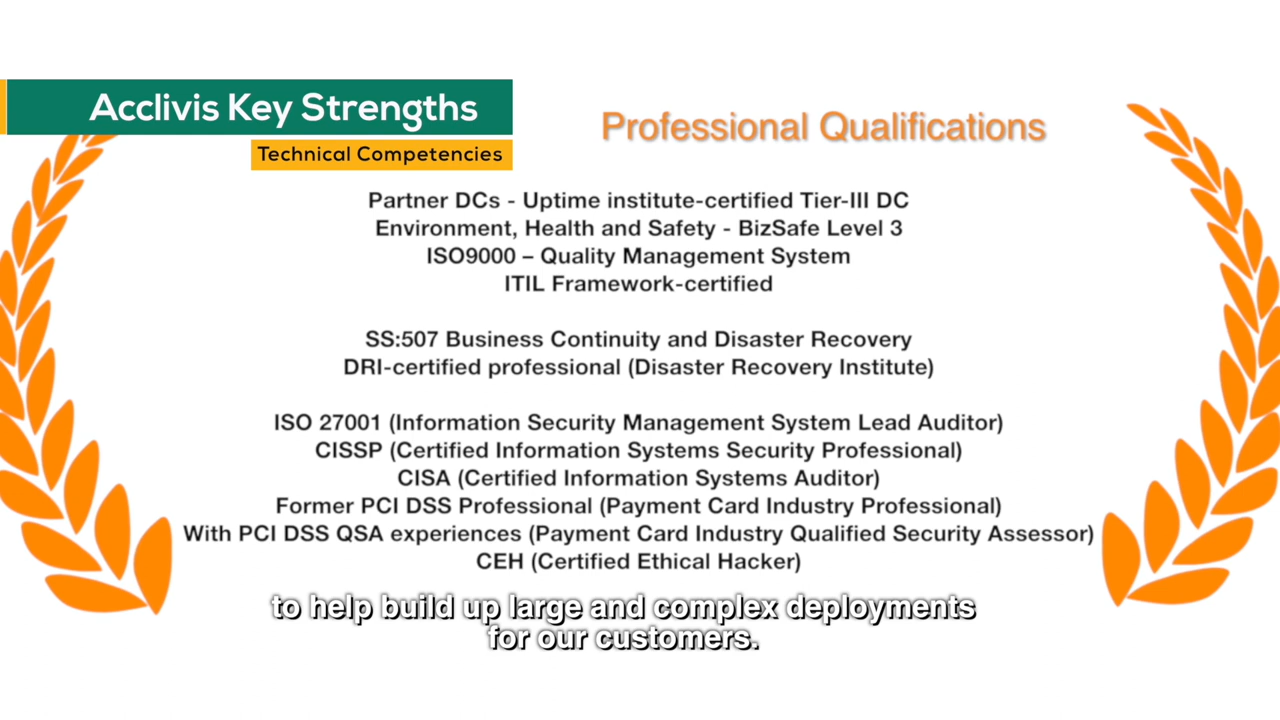 Acclivis Key Strengths
Technical Competencies
Professional Qualifications
Partner DCs - Uptime institute-certified Tier-III DC
Environment, Health and Safety - BizSafe Level 3
ISO9000 – Quality Management System
ITIL Framework-certified
SS:507 Business Continuity and Disaster Recovery
DRI-certified professional (Disaster Recovery Institute)
ISO 27001 (Information Security Management System Lead Auditor)
CISSP (Certified Information Systems Security Professional)
CISA (Certified Information Systems Auditor)
Former PCI DSS Professional (Payment Card Industry Professional)
With PCI DSS QSA experiences (Payment Card Industry Qualified Security Assessor)
CEH (Certified Ethical Hacker)
to help build up large and complex deployments
for our customers.